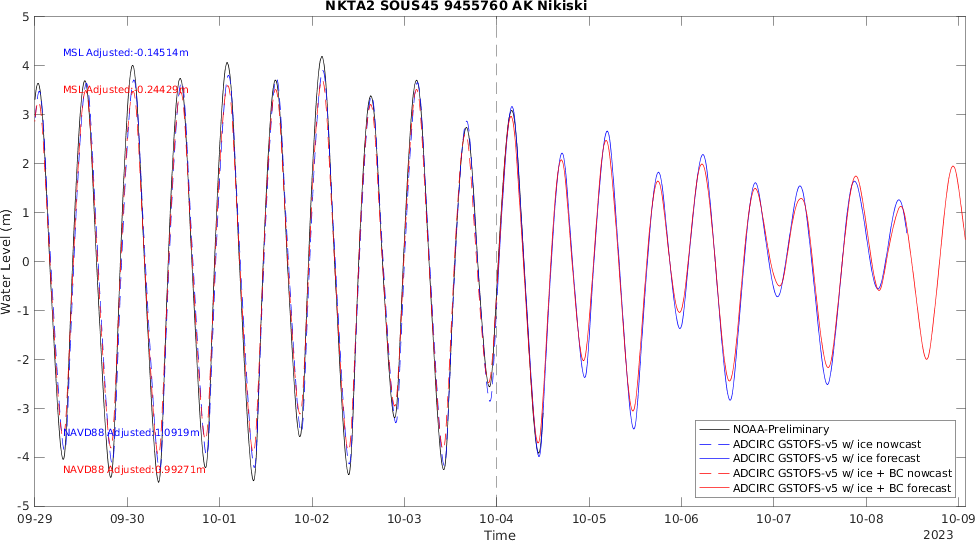 NKTA2 SOUS45 9455760 AK Nikiski
5
4
3
2
1
0
-1
-2
-3
-4
-5
Water Level (m)
MSL Adjusted:-0.14514m
MSL Adjusted:-0.24429m
NAVD88 Adjusted:1.0919m
NAVD88 Adjusted:0.99271m
NOAA-Preliminary
ADCIRC GSTOFS-v5 w/ ice nowcast
ADCIRC GSTOFS-v5 w/ ice forecast
ADCIRC GSTOFS-v5 w/ ice + BC nowcast
ADCIRC GSTOFS-v5 w/ ice + BC forecast
09-29 09-30 10-01 10-02 10-03 10-04 10-05 10-06 10-07 10-08 10-09
Time
2023